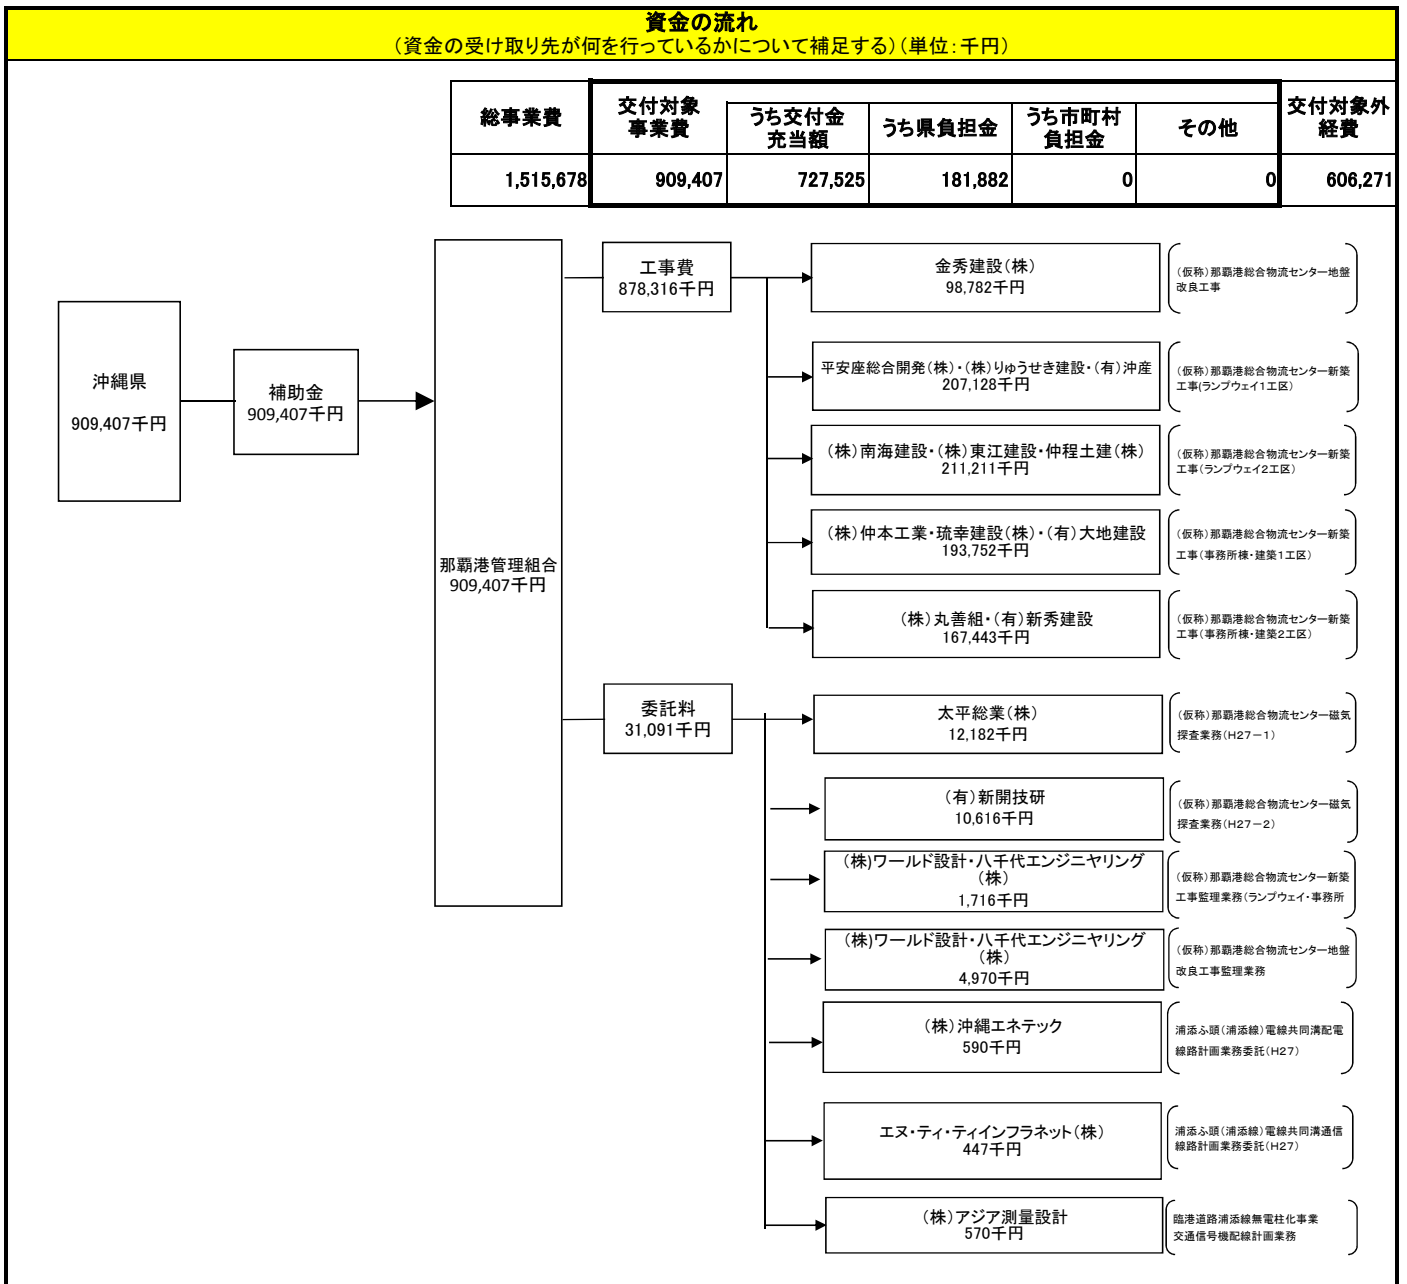 資金の流れ
（資金の受け取り先が何を行っているかについて補足する）（単位：千円）
総事業費
交付対象
事業費
うち交付金
充当額
うち県負担金
うち市町村
負担金
その他
交付対象外
経費
1,515,678
909,407
727,525
181,882
0
0
606,271
沖縄県
909,407千円
補助金
909,407千円
那覇港管理組合
909,407千円
工事費
878,316千円
金秀建設（株）
98,782千円
（仮称）那覇港総合物流センター地盤
改良工事
平安座総合開発（株）・（株）りゅうせき建設・（有）沖産
207,128千円
（仮称）那覇港総合物流センター新築
工事(ランプウェイ１工区）
（株）南海建設・（株）東江建設・仲程土建（株）
211,211千円
（仮称）那覇港総合物流センター新築
工事（ランプウェイ２工区）
（株）仲本工業・琉幸建設（株）・（有）大地建設
193,752千円
（仮称）那覇港総合物流センター新築
工事（事務所棟・建築１工区）
（株）丸善組・（有）新秀建設
167,443千円
（仮称）那覇港総合物流センター新築
工事（事務所棟・建築２工区）
委託料
31,091千円
太平総業（株）
12,182千円
（仮称）那覇港総合物流センター磁気
探査業務（H27－1）
（有）新開技研
10,616千円
（仮称）那覇港総合物流センター磁気
探査業務（H27－2）
（株)ワールド設計・八千代エンジニヤリング
（株）
1,716千円
（仮称）那覇港総合物流センター新築
工事監理業務（ランプウェイ・事務所
（株)ワールド設計・八千代エンジニヤリング
（株）
4,970千円
（仮称）那覇港総合物流センター地盤
改良工事監理業務
（株）沖縄エネテック
590千円
浦添ふ頭（浦添線）電線共同溝配電
線路計画業務委託（H27）
エヌ・ティ・ティインフラネット（株）
447千円
浦添ふ頭（浦添線）電線共同溝通信
線路計画業務委託（H27）
（株）アジア測量設計
570千円
臨港道路浦添線無電柱化事業
交通信号機配線計画業務